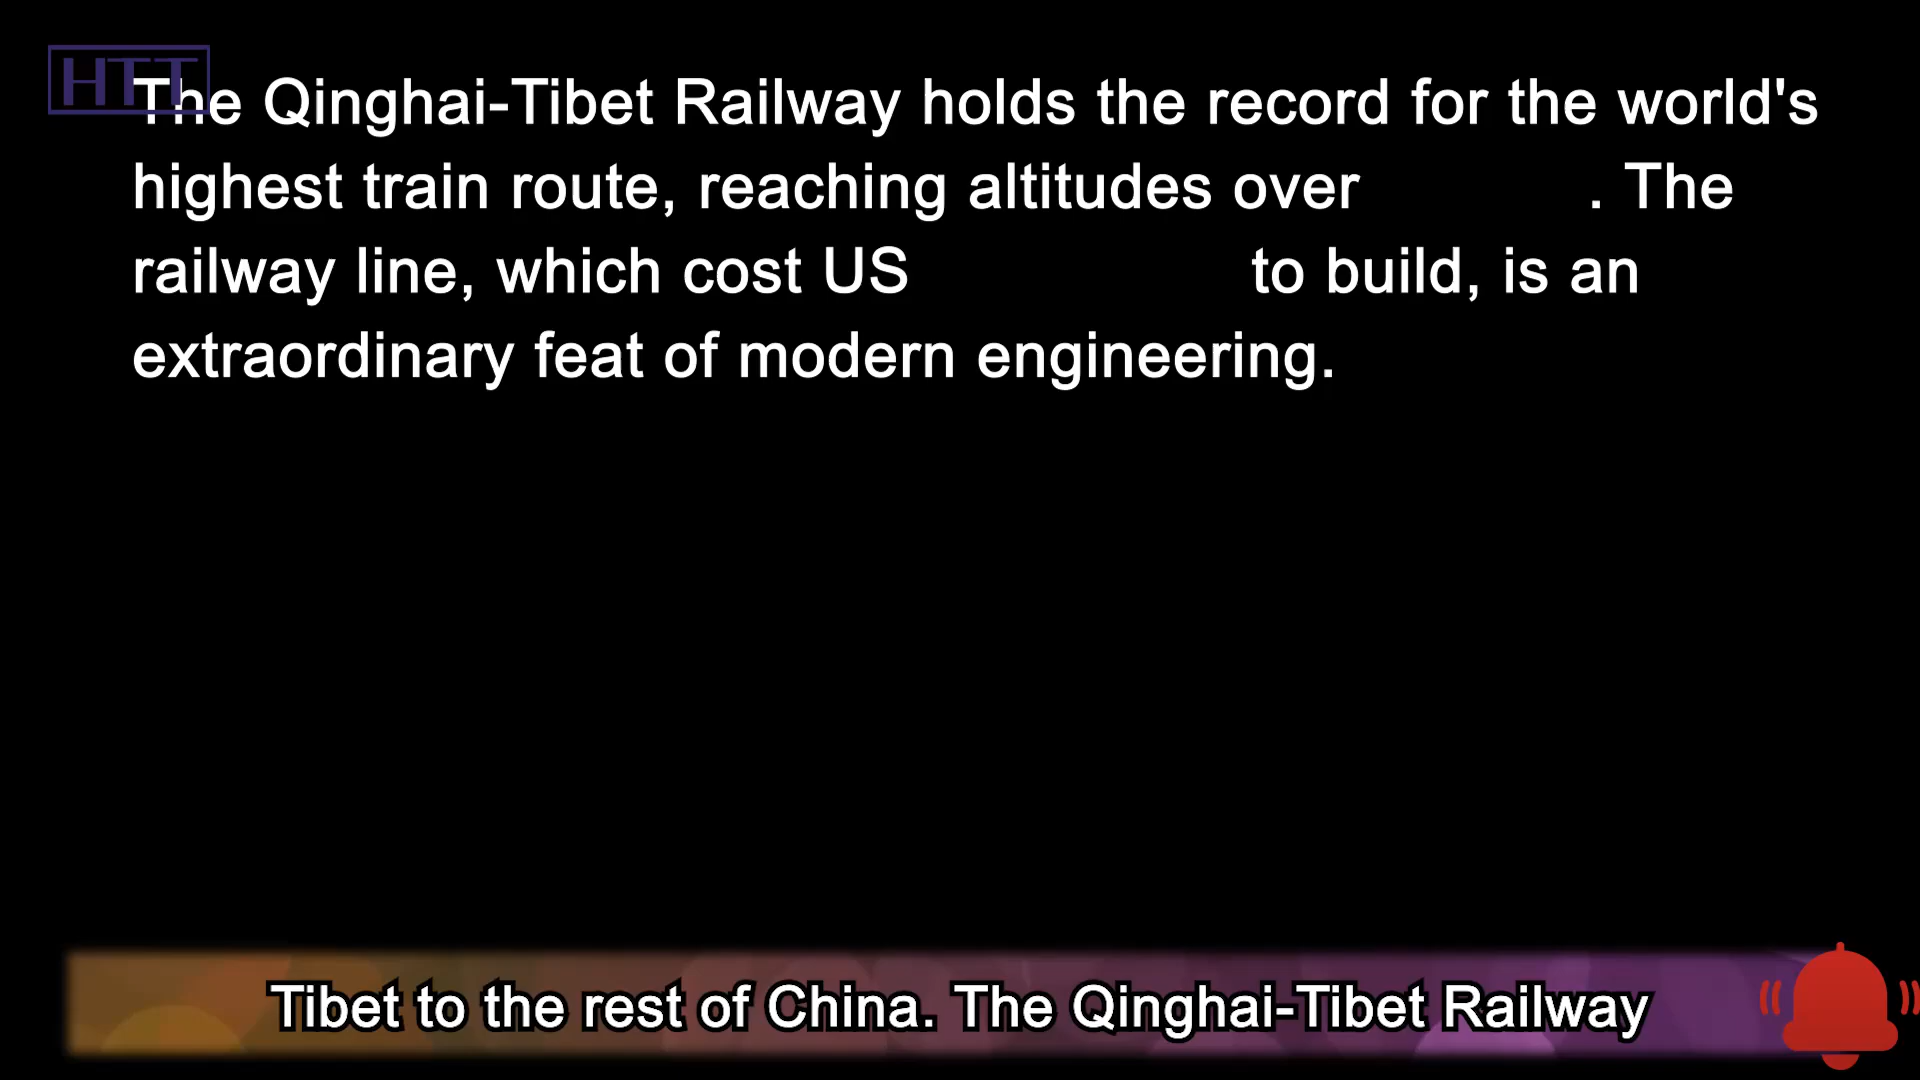 HTT
The Qinghai-Tibet Railway holds the record for the world's
highest train route, reaching altitudes over . The
railway line, which cost US to build, is an
extraordinary feat of modern engineering.
Tibet to the rest of China. The Qinghai-Tibet Railway